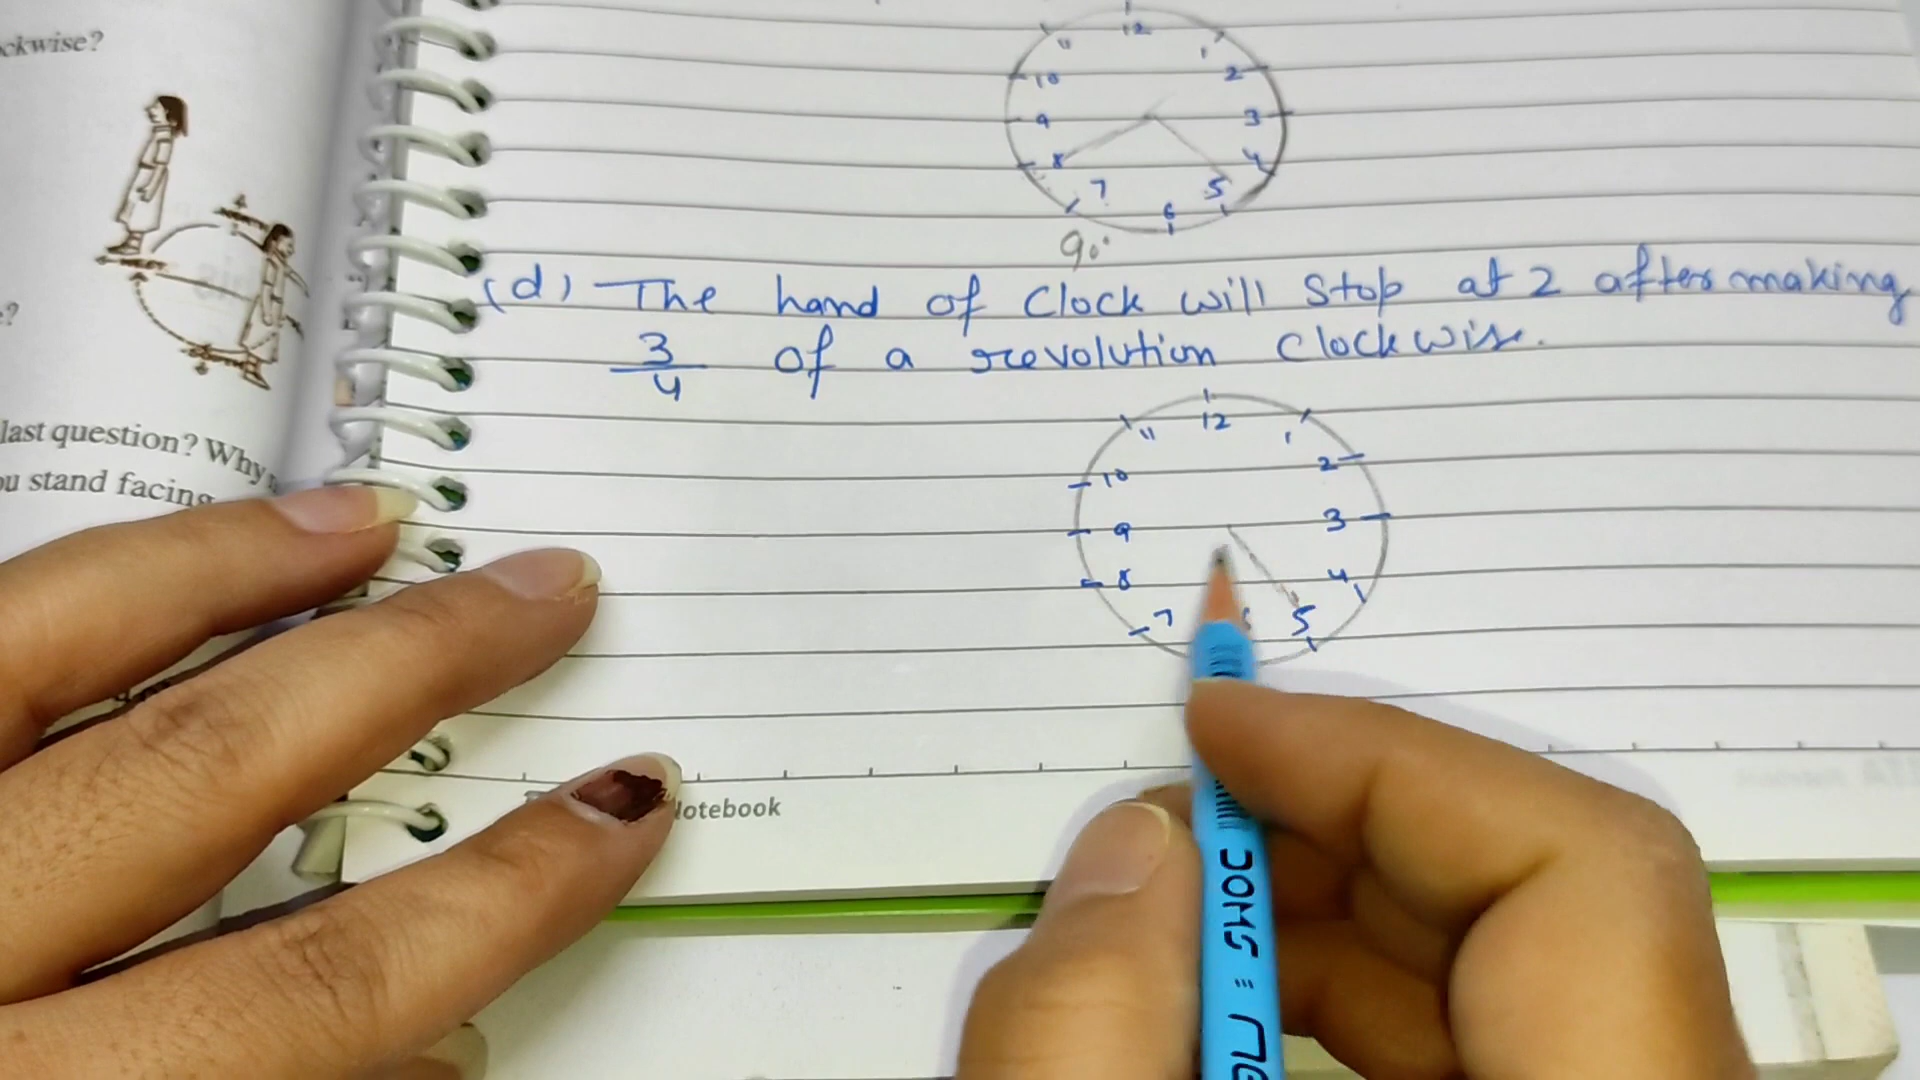 ckwise?
?
last question? Why
ou stand facing
12
11 1
10 2
9 3
8 4
7 5
6
90°
(d) The hand of Clock will Stop at 2 after making
3/4 of a revolution Clockwise.
12
11 1
10 2
9 3
8 4
7 5
6
Notebook
DOMS